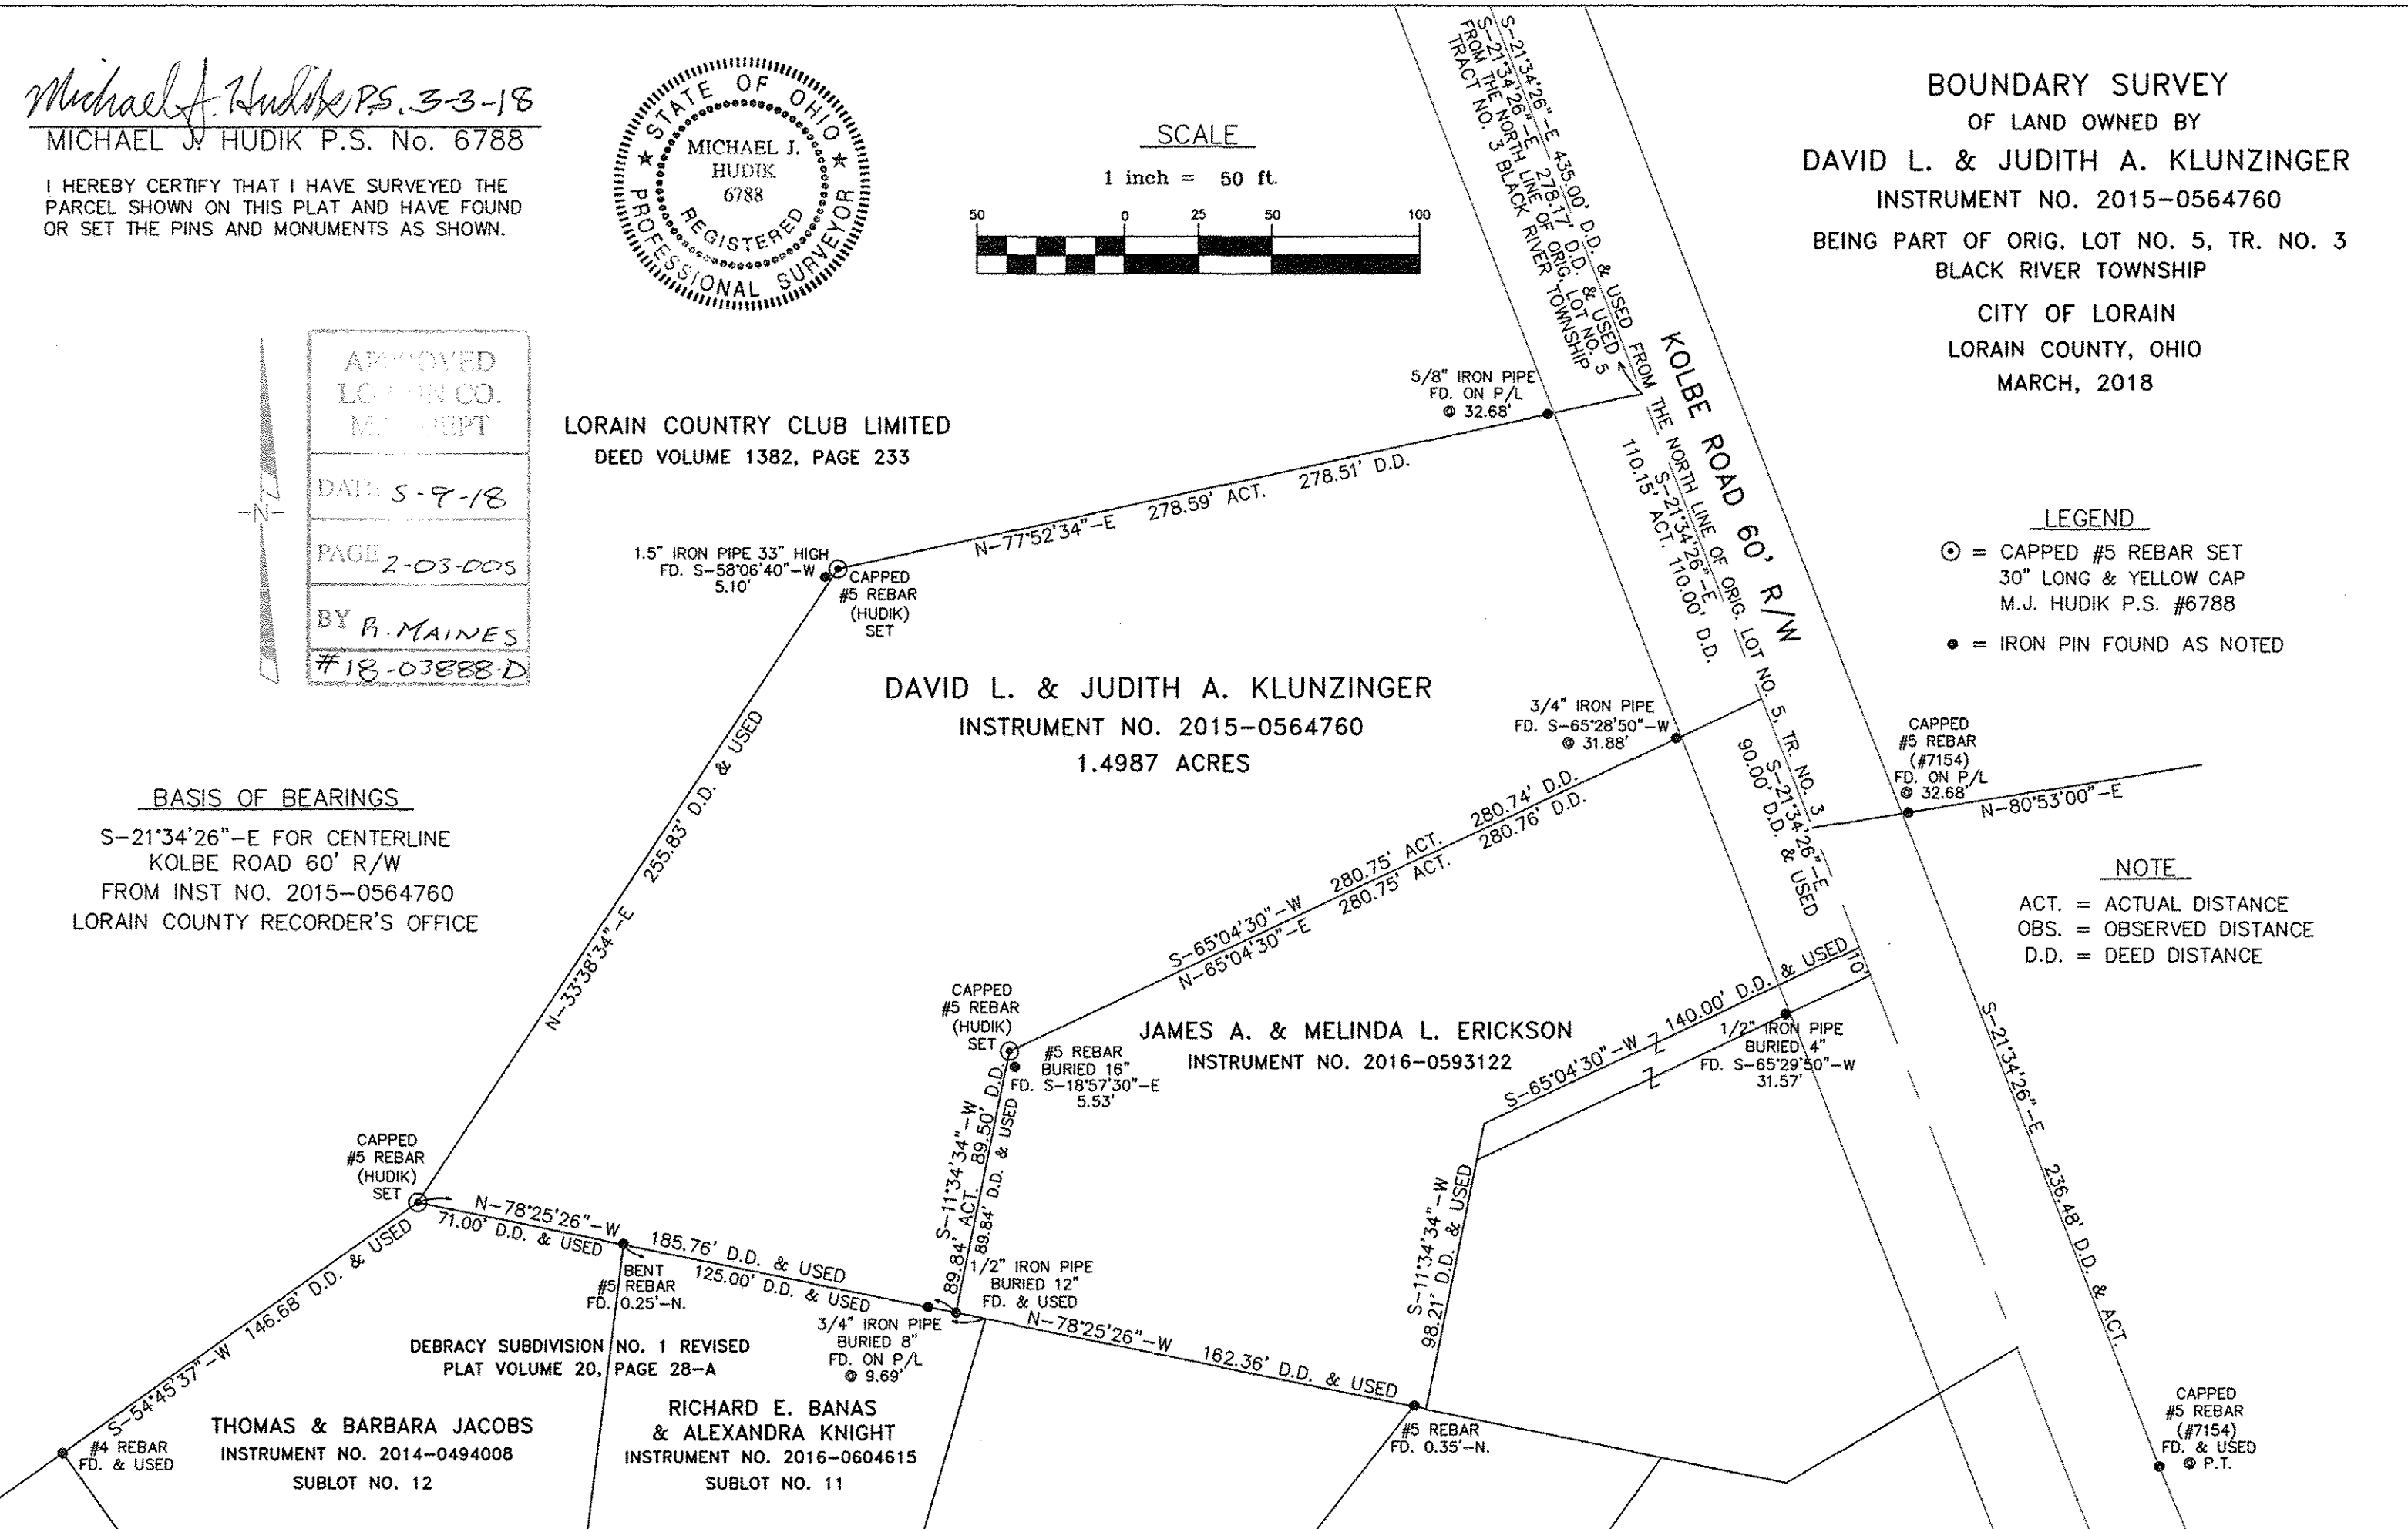 Michael J. Hudik P.S. 3-3-18
MICHAEL J. HUDIK P.S. No. 6788
I HEREBY CERTIFY THAT I HAVE SURVEYED THE
PARCEL SHOWN ON THIS PLAT AND HAVE FOUND
OR SET THE PINS AND MONUMENTS AS SHOWN.
STATE OF OHIO
MICHAEL J.
HUDIK
6788
REGISTERED
PROFESSIONAL SURVEYOR
SCALE
1 inch = 50 ft.
50 0 25 50 100
BOUNDARY SURVEY
OF LAND OWNED BY
DAVID L. & JUDITH A. KLUNZINGER
INSTRUMENT NO. 2015-0564760
BEING PART OF ORIG. LOT NO. 5, TR. NO. 3
BLACK RIVER TOWNSHIP
CITY OF LORAIN
LORAIN COUNTY, OHIO
MARCH, 2018
S-21°34'26"-E 435.00' D.D. & USED FROM THE NORTH LINE OF ORIG. LOT NO. 5, TR. NO. 3
S-21°34'26"-E 278.17' D.D. & USED
FROM THE NORTH LINE OF ORIG. LOT NO. 5
TRACT NO. 3 BLACK RIVER TOWNSHIP
KOLBE ROAD 60' R/W
APPROVED
LORAIN CO.
DEPT
DATE 5-9-18
PAGE 2-03-005
BY R. MAINES
#18-03888-D
-N-
LORAIN COUNTRY CLUB LIMITED
DEED VOLUME 1382, PAGE 233
5/8" IRON PIPE
FD. ON P/L
@ 32.68'
N-77°52'34"-E 278.59' ACT. 278.51' D.D.
S-21°34'26"-E
110.15' ACT. 110.00' D.D.
1.5" IRON PIPE 33" HIGH
FD. S-58°06'40"-W
5.10'
CAPPED
#5 REBAR
(HUDIK)
SET
LEGEND
= CAPPED #5 REBAR SET
30" LONG & YELLOW CAP
M.J. HUDIK P.S. #6788
= IRON PIN FOUND AS NOTED
DAVID L. & JUDITH A. KLUNZINGER
INSTRUMENT NO. 2015-0564760
1.4987 ACRES
3/4" IRON PIPE
FD. S-65°28'50"-W
@ 31.88'
CAPPED
#5 REBAR
(#7154)
FD. ON P/L
@ 32.68'
N-80°53'00"-E
S-21°34'26"-E
90.00' D.D. & USED
BASIS OF BEARINGS
S-21°34'26"-E FOR CENTERLINE
KOLBE ROAD 60' R/W
FROM INST NO. 2015-0564760
LORAIN COUNTY RECORDER'S OFFICE
N-33°38'34"-E 255.83' D.D. & USED
S-65°04'30"-W 280.75' ACT. 280.74' D.D.
N-65°04'30"-E 280.75' ACT. 280.76' D.D.
NOTE
ACT. = ACTUAL DISTANCE
OBS. = OBSERVED DISTANCE
D.D. = DEED DISTANCE
CAPPED
#5 REBAR
(HUDIK)
SET
#5 REBAR
BURIED 16"
FD. S-18°57'30"-E
5.53'
JAMES A. & MELINDA L. ERICKSON
INSTRUMENT NO. 2016-0593122
S-65°04'30"-W 140.00' D.D. & USED
10'
1/2" IRON PIPE
BURIED 4"
FD. S-65°29'50"-W
31.57'
S-21°34'26"-E 236.48' D.D. & ACT.
S-11°34'34"-W
89.84' ACT. 89.50' D.D.
89.84' D.D. & USED
S-11°34'34"-W
98.21' D.D. & USED
CAPPED
#5 REBAR
(HUDIK)
SET
N-78°25'26"-W 185.76' D.D. & USED
71.00' D.D. & USED
125.00' D.D. & USED
S-54°45'37"-W 146.68' D.D. & USED
BENT
#5 REBAR
FD. 0.25'-N.
1/2" IRON PIPE
BURIED 12"
FD. & USED
3/4" IRON PIPE
BURIED 8"
FD. ON P/L
@ 9.69'
N-78°25'26"-W 162.36' D.D. & USED
DEBRACY SUBDIVISION NO. 1 REVISED
PLAT VOLUME 20, PAGE 28-A
THOMAS & BARBARA JACOBS
INSTRUMENT NO. 2014-0494008
SUBLOT NO. 12
RICHARD E. BANAS
& ALEXANDRA KNIGHT
INSTRUMENT NO. 2016-0604615
SUBLOT NO. 11
#4 REBAR
FD. & USED
#5 REBAR
FD. 0.35'-N.
CAPPED
#5 REBAR
(#7154)
FD. & USED
@ P.T.